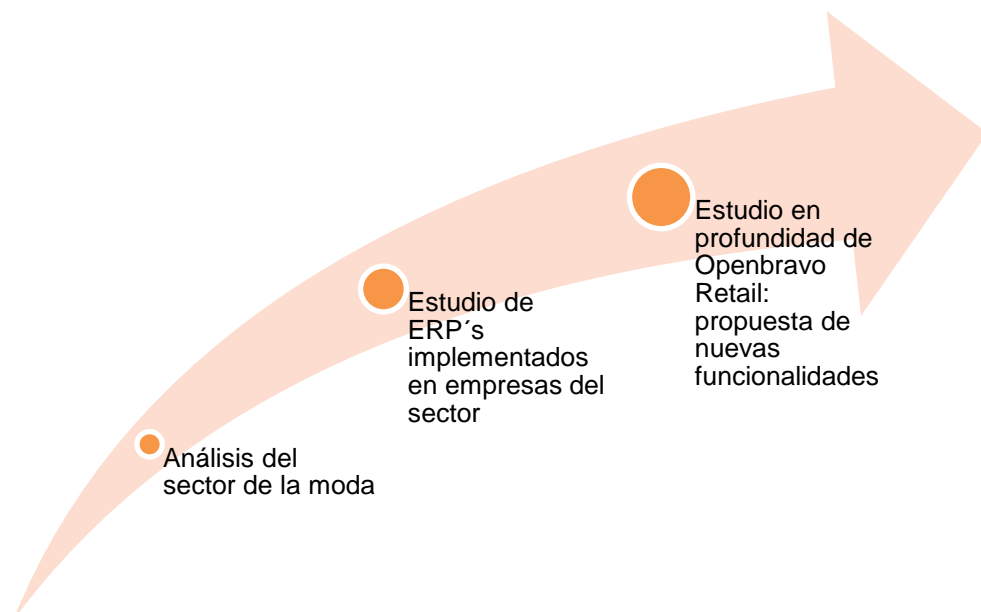 Análisis del
sector de la moda
Estudio de
ERP´s
implementados
en empresas del
sector
Estudio en
profundidad de
Openbravo
Retail:
propuesta de
nuevas
funcionalidades